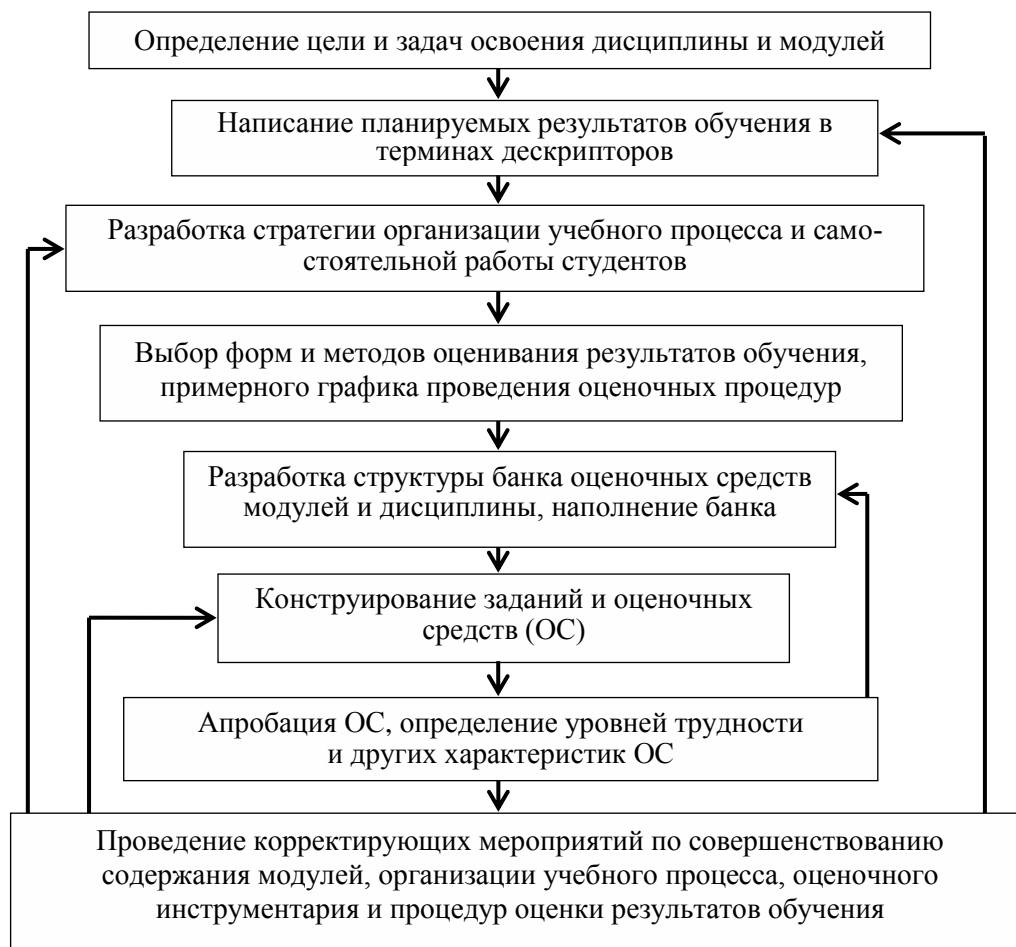 Определение цели и задач освоения дисциплины и модулей
Написание планируемых результатов обучения в
терминах дескрипторов
Разработка стратегии организации учебного процесса и само-
стоятельной работы студентов
Выбор форм и методов оценивания результатов обучения,
примерного графика проведения оценочных процедур
Разработка структуры банка оценочных средств
модулей и дисциплины, наполнение банка
Конструирование заданий и оценочных
средств (ОС)
Апробация ОС, определение уровней трудности
и других характеристик ОС
Проведение корректирующих мероприятий по совершенствованию
содержания модулей, организации учебного процесса, оценочного
инструментария и процедур оценки результатов обучения